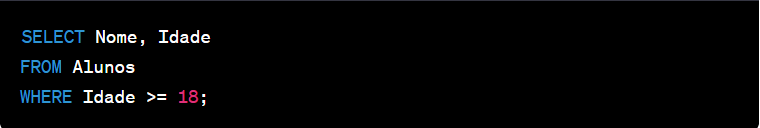 SELECT Nome, Idade
FROM Alunos
WHERE Idade >= 18;